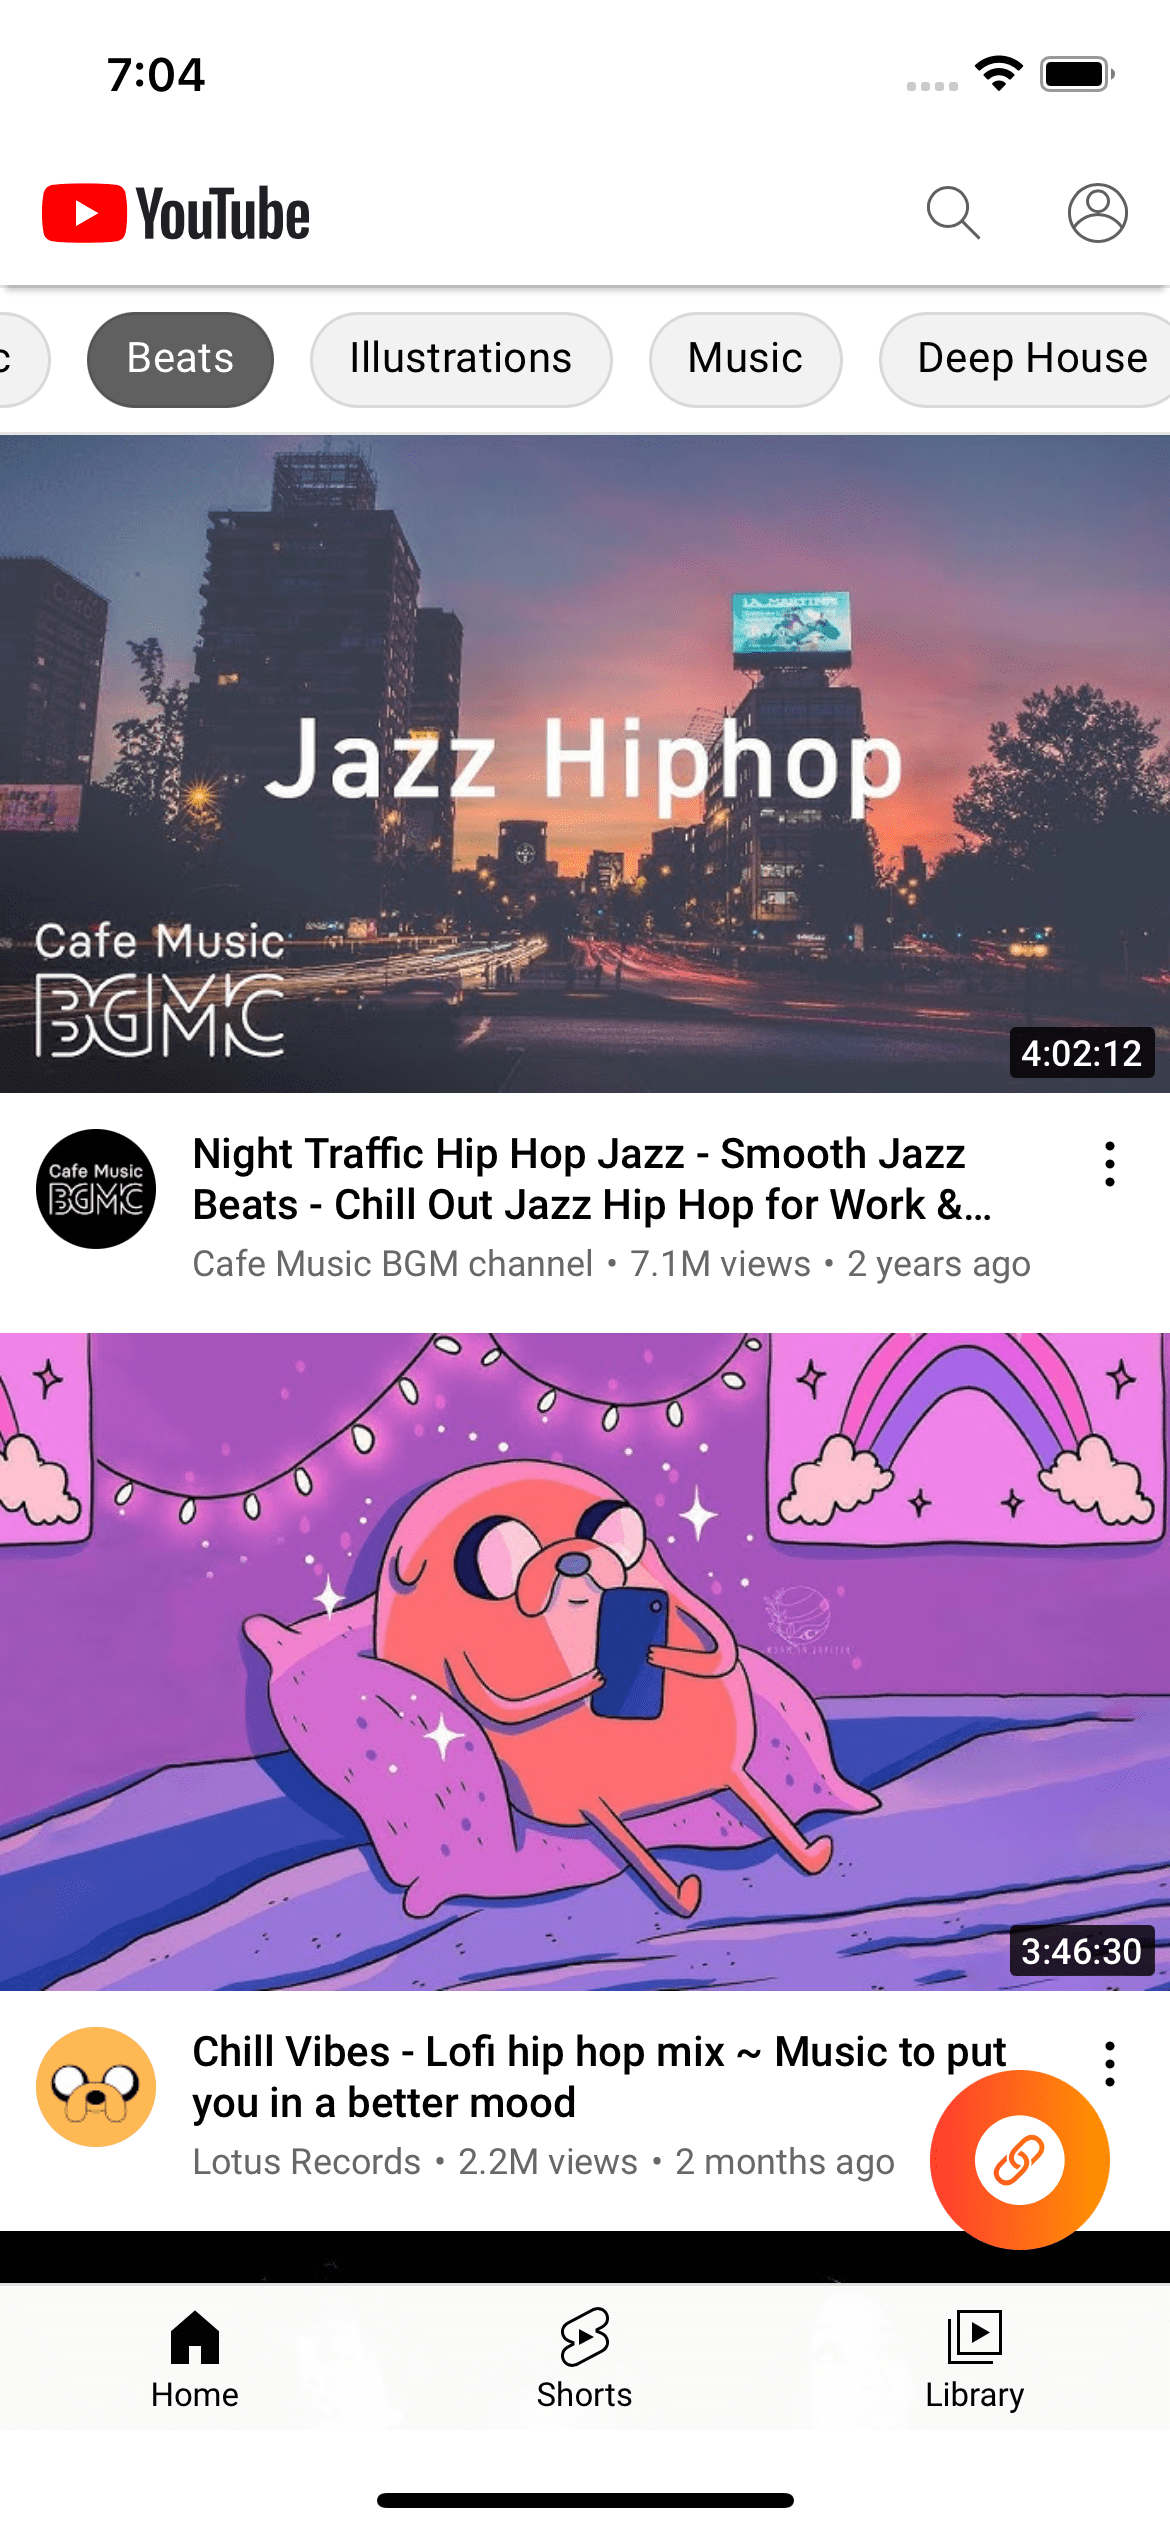 7:04
YouTube
c
Beats
Illustrations
Music
Deep House
Jazz Hiphop
Cafe Music
BGMC
4:02:12
Cafe Music
BGMC
Night Traffic Hip Hop Jazz - Smooth Jazz
Beats - Chill Out Jazz Hip Hop for Work &...
Cafe Music BGM channel • 7.1M views • 2 years ago
3:46:30
Chill Vibes - Lofi hip hop mix ~ Music to put
you in a better mood
Lotus Records • 2.2M views • 2 months ago
Home
Shorts
Library